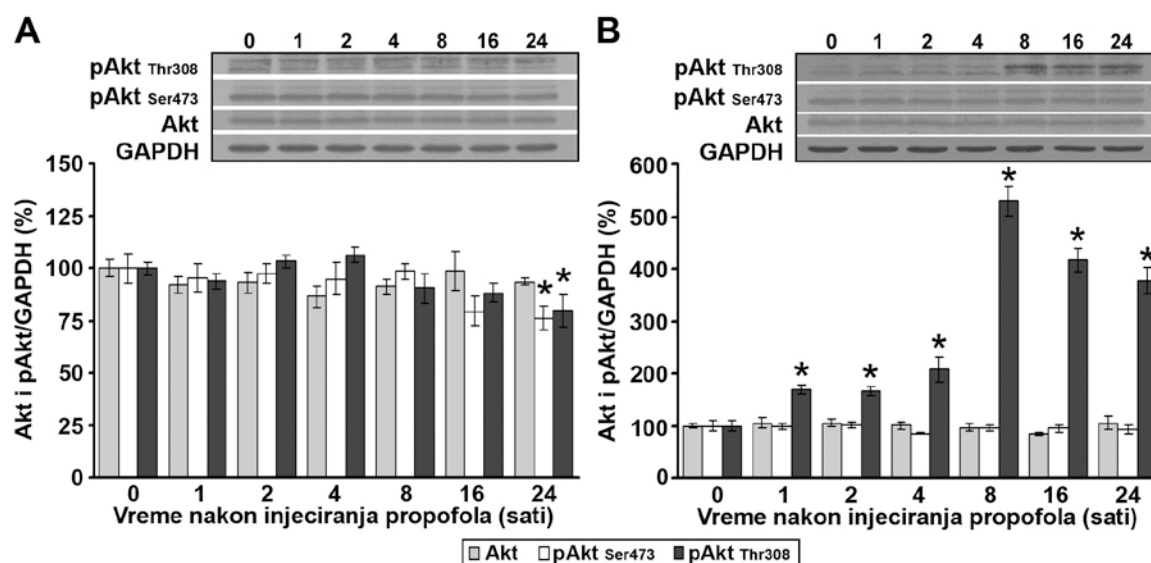 A
0 1 2 4 8 16 24
pAkt Thr308
pAkt Ser473
Akt
GAPDH
Akt i pAkt/GAPDH (%)
150
125
100
75
50
25
0
* *
0 1 2 4 8 16 24
Vreme nakon injeciranja propofola (sati)
B
0 1 2 4 8 16 24
pAkt Thr308
pAkt Ser473
Akt
GAPDH
Akt i pAkt/GAPDH (%)
600
500
400
300
200
100
0
* * * * * *
0 1 2 4 8 16 24
Vreme nakon injeciranja propofola (sati)
Akt pAkt Ser473 pAkt Thr308